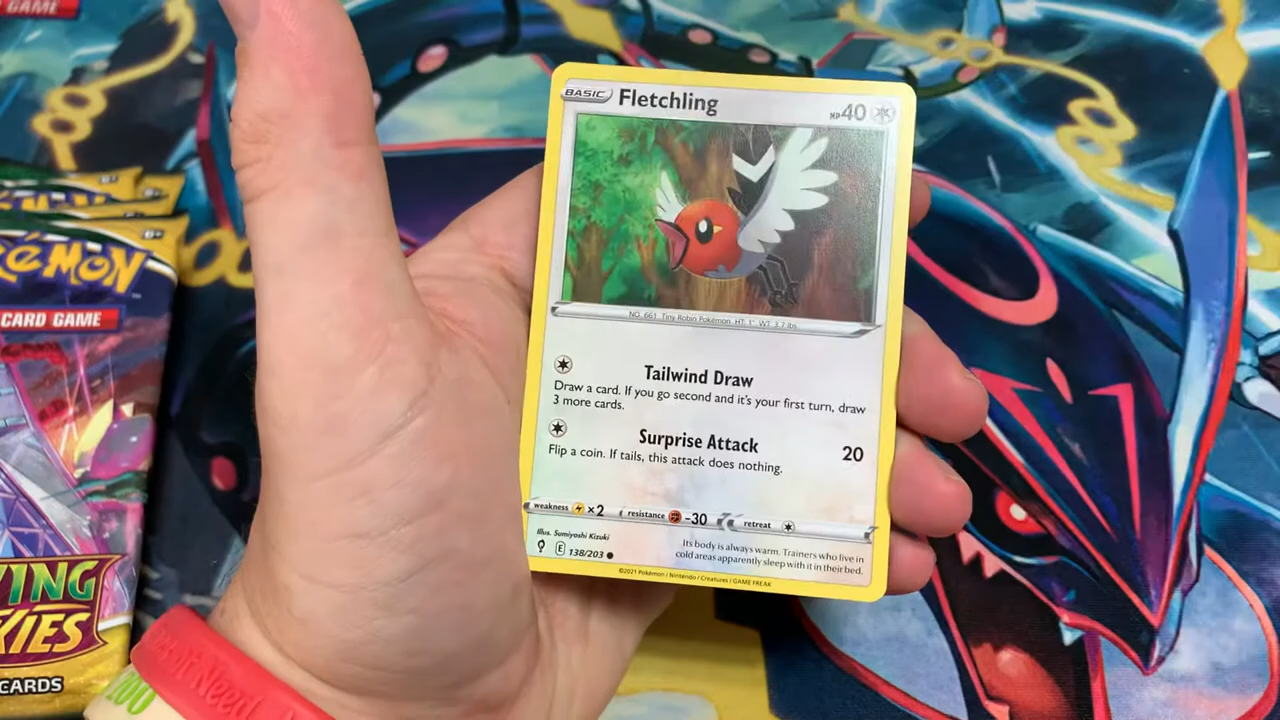 GAME
POKÉMON
CARD GAME
CARDS
BASIC Fletchling HP40
NO. 661 Tiny Robin Pokémon HT: 1' WT: 3.7 lbs.
Tailwind Draw
Draw a card. If you go second and it's your first turn, draw
3 more cards.
Surprise Attack 20
Flip a coin. If tails, this attack does nothing.
weakness ×2 resistance -30 retreat
Illus. Sumiyoshi Kizuki
E 138/203
Its body is always warm. Trainers who live in
cold areas apparently sleep with it in their bed.
©2021 Pokémon / Nintendo / Creatures / GAME FREAK
of Need